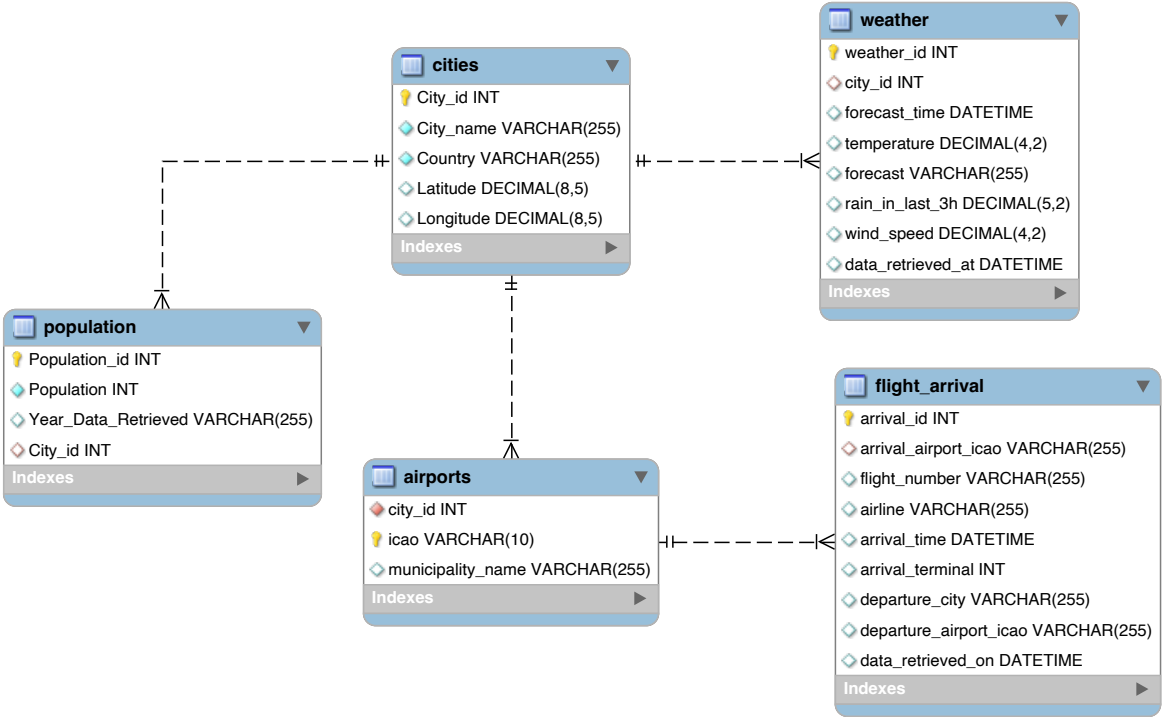 cities
City_id INT
City_name VARCHAR(255)
Country VARCHAR(255)
Latitude DECIMAL(8,5)
Longitude DECIMAL(8,5)
Indexes
weather
weather_id INT
city_id INT
forecast_time DATETIME
temperature DECIMAL(4,2)
forecast VARCHAR(255)
rain_in_last_3h DECIMAL(5,2)
wind_speed DECIMAL(4,2)
data_retrieved_at DATETIME
Indexes
population
Population_id INT
Population INT
Year_Data_Retrieved VARCHAR(255)
City_id INT
Indexes
airports
city_id INT
icao VARCHAR(10)
municipality_name VARCHAR(255)
Indexes
flight_arrival
arrival_id INT
arrival_airport_icao VARCHAR(255)
flight_number VARCHAR(255)
airline VARCHAR(255)
arrival_time DATETIME
arrival_terminal INT
departure_city VARCHAR(255)
departure_airport_icao VARCHAR(255)
data_retrieved_on DATETIME
Indexes